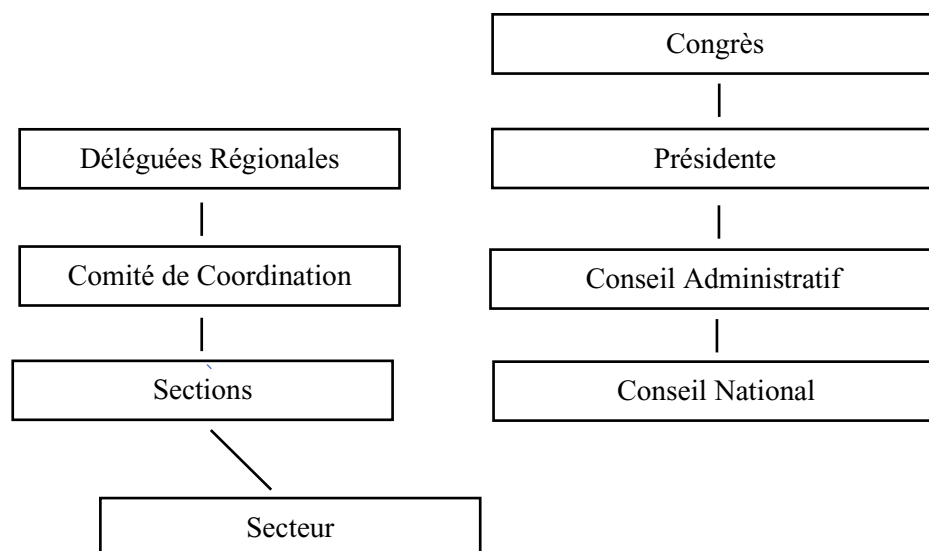 Congrès
Déléguées Régionales
Présidente
Comité de Coordination
Conseil Administratif
Sections
Conseil National
Secteur